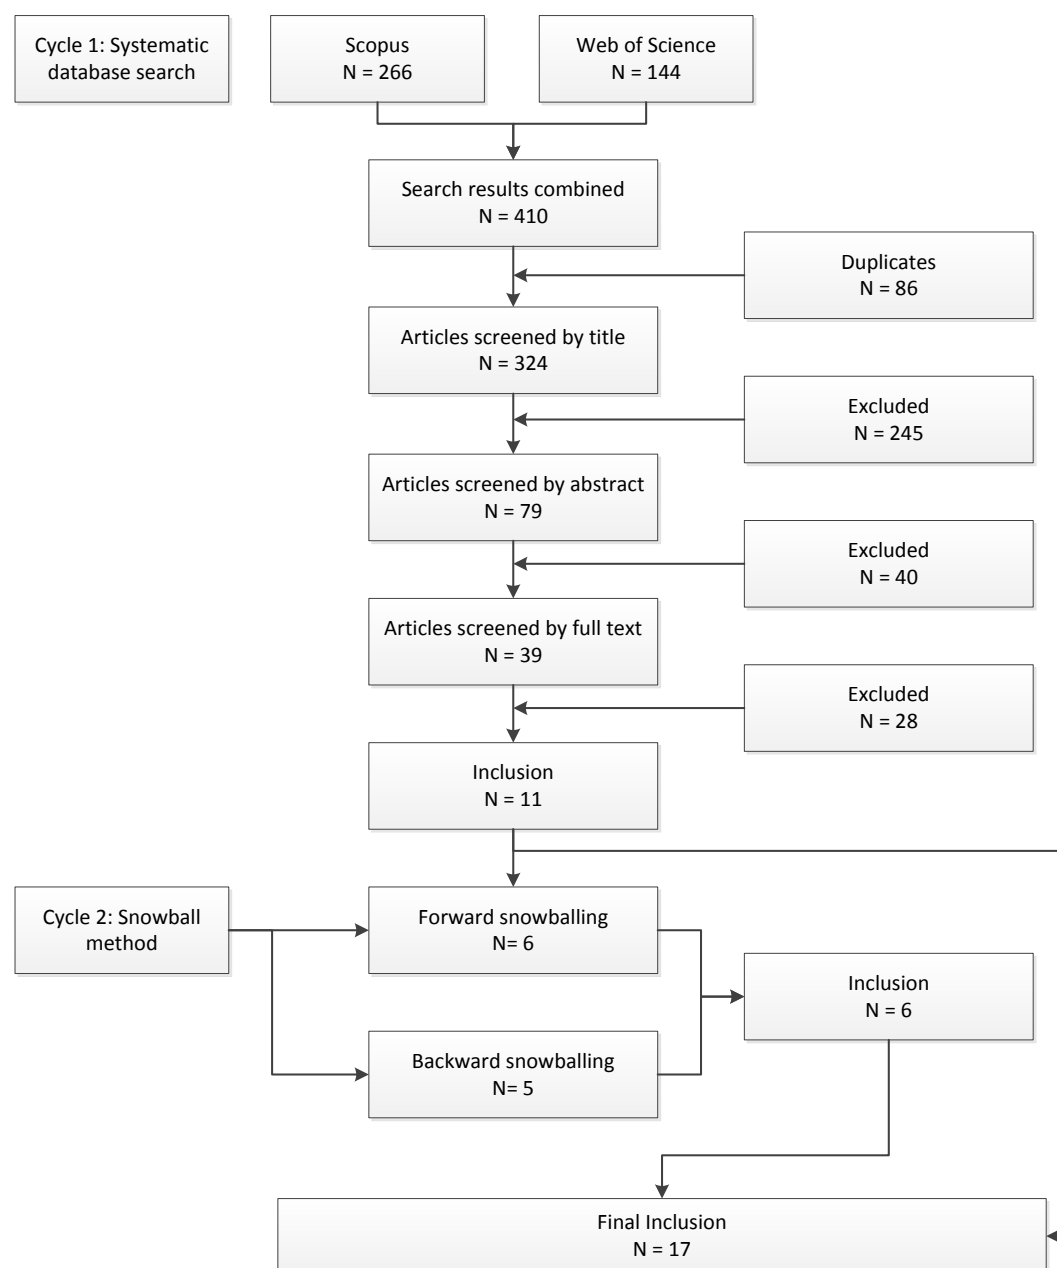 Cycle 1: Systematic
database search
Scopus
N = 266
Web of Science
N = 144
Search results combined
N = 410
Duplicates
N = 86
Articles screened by title
N = 324
Excluded
N = 245
Articles screened by abstract
N = 79
Excluded
N = 40
Articles screened by full text
N = 39
Excluded
N = 28
Inclusion
N = 11
Cycle 2: Snowball
method
Forward snowballing
N= 6
Inclusion
N = 6
Backward snowballing
N= 5
Final Inclusion
N = 17